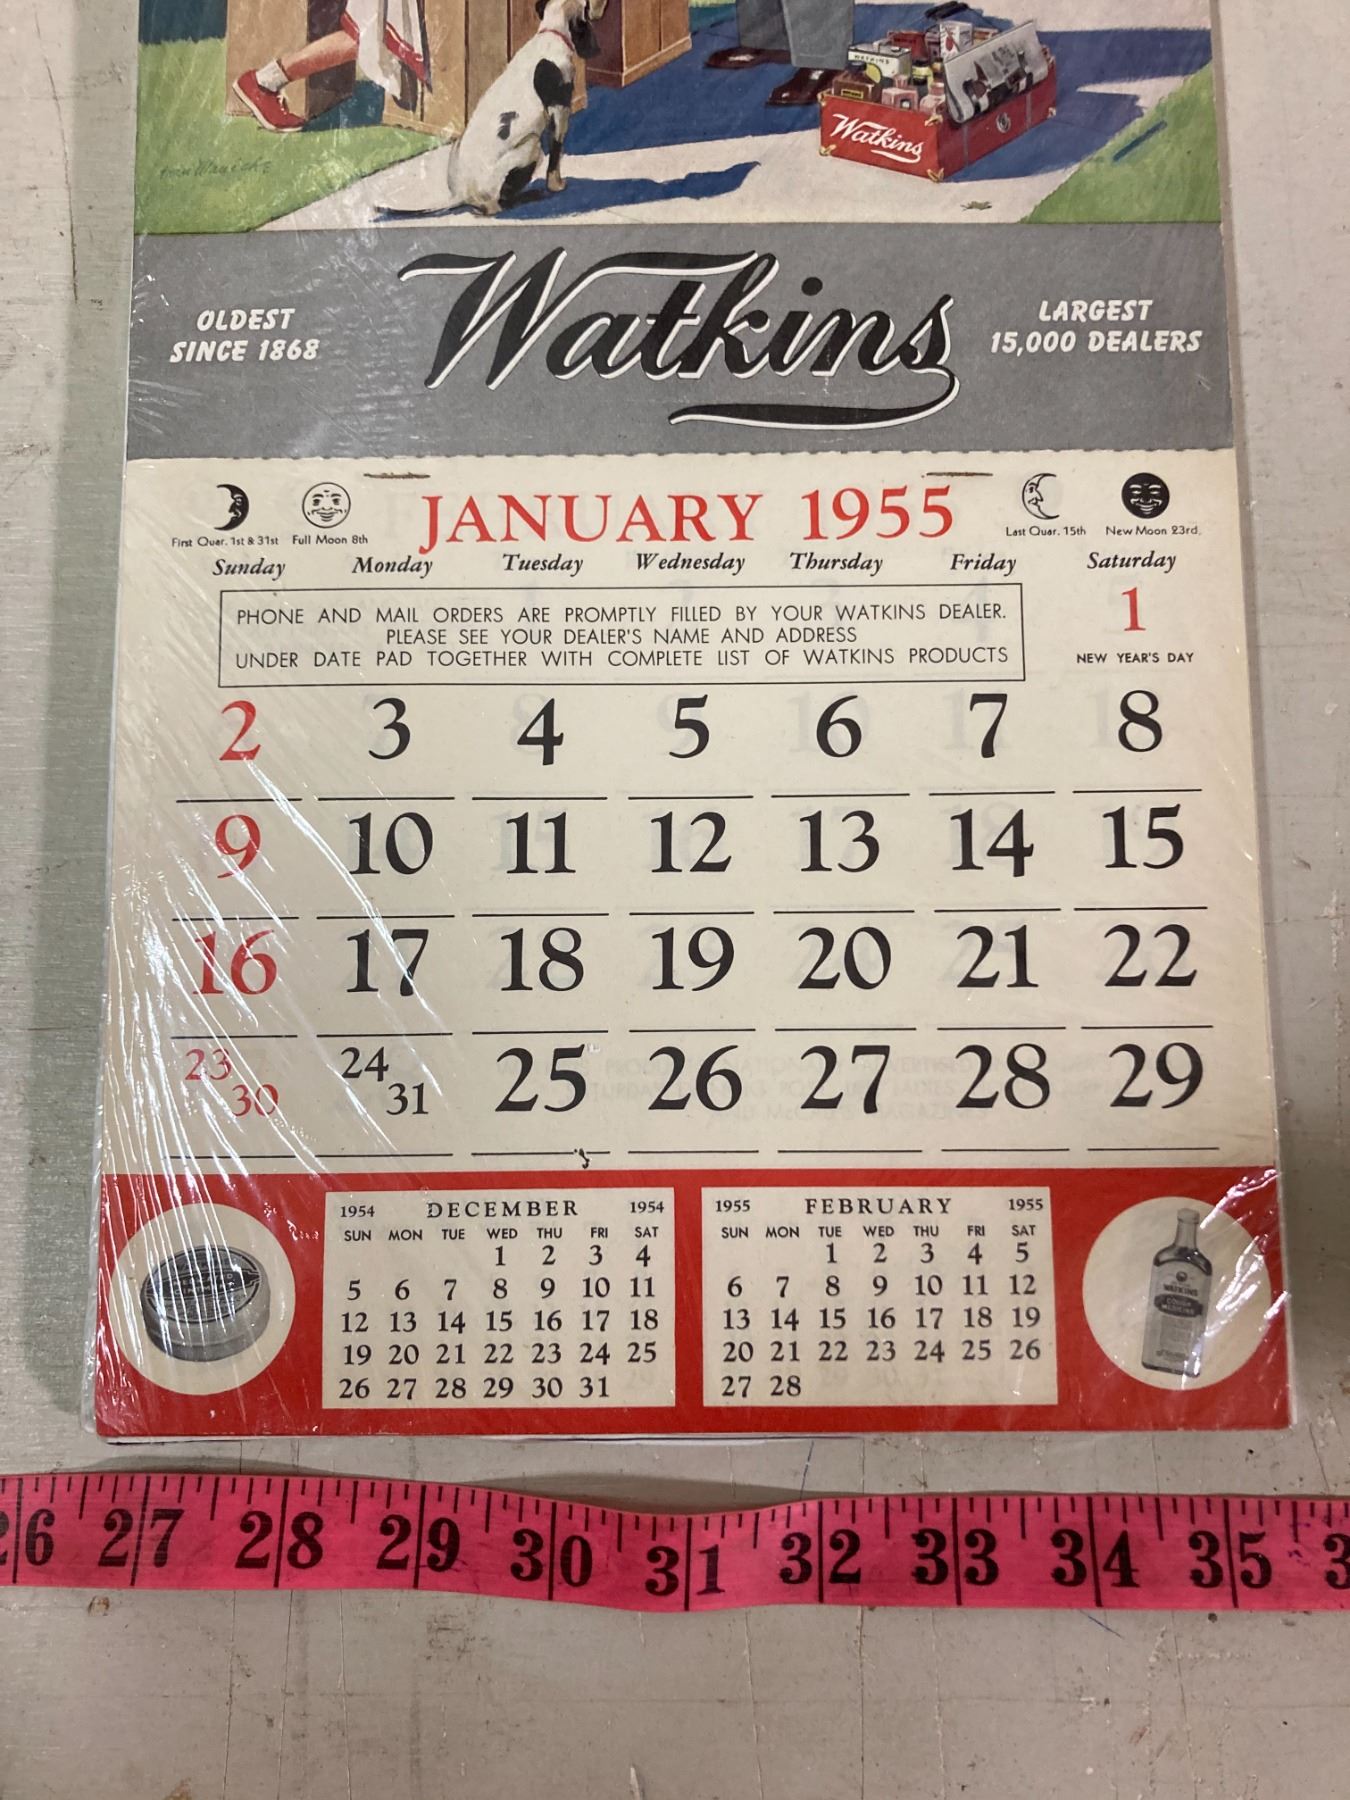 WATKINS
Watkins
OLDEST
SINCE 1868
Watkins
LARGEST
15,000 DEALERS
JANUARY 1955
First Quar. 1st & 31st Full Moon 8th
Last Quar. 15th New Moon 23rd.
Sunday Monday Tuesday Wednesday Thursday Friday Saturday
PHONE AND MAIL ORDERS ARE PROMPTLY FILLED BY YOUR WATKINS DEALER.
PLEASE SEE YOUR DEALER'S NAME AND ADDRESS
UNDER DATE PAD TOGETHER WITH COMPLETE LIST OF WATKINS PRODUCTS
1
NEW YEAR'S DAY
2 3 4 5 6 7 8
9 10 11 12 13 14 15
16 17 18 19 20 21 22
23 30 24 31 25 26 27 28 29
1954 DECEMBER 1954
SUN MON TUE WED THU FRI SAT
1 2 3 4
5 6 7 8 9 10 11
12 13 14 15 16 17 18
19 20 21 22 23 24 25
26 27 28 29 30 31
1955 FEBRUARY 1955
SUN MON TUE WED THU FRI SAT
1 2 3 4 5
6 7 8 9 10 11 12
13 14 15 16 17 18 19
20 21 22 23 24 25 26
27 28
WATKINS
COUGH
MEDICINE
26 27 28 29 30 31 32 33 34 35 3